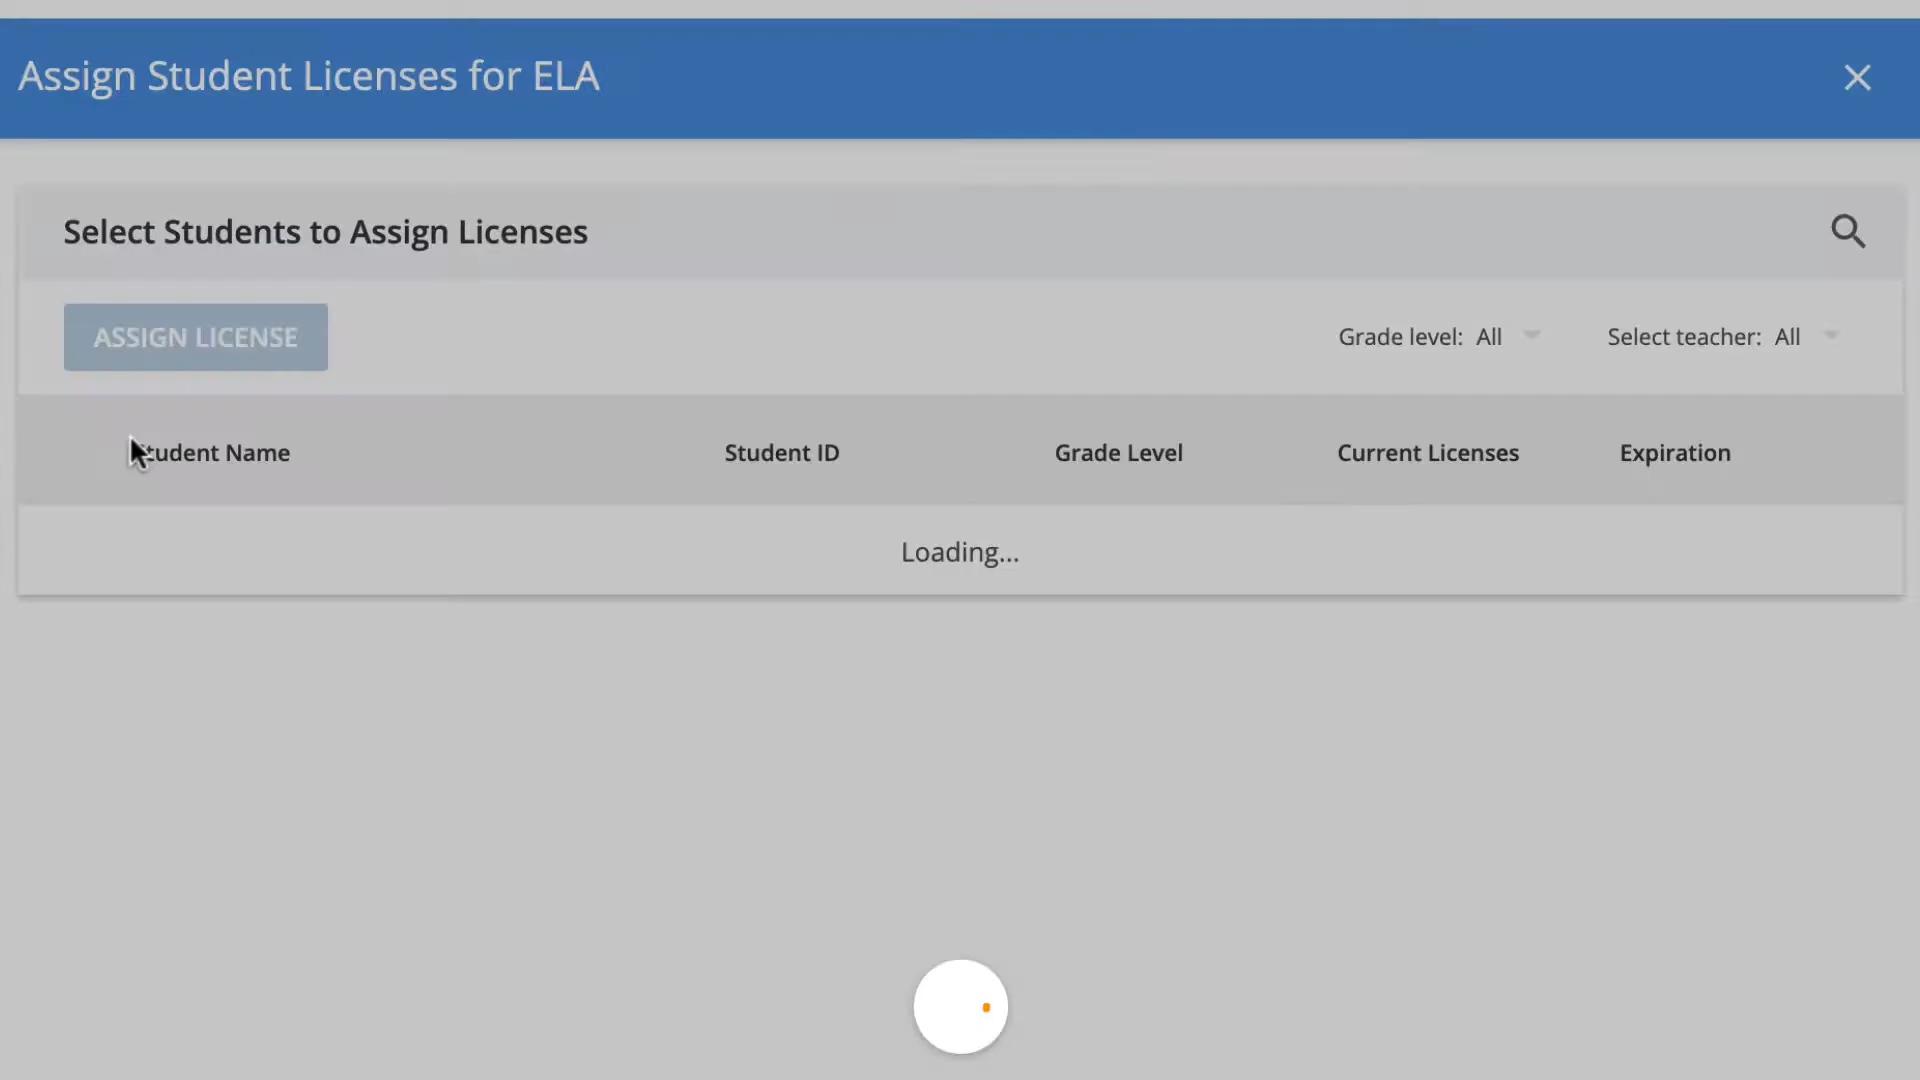 Assign Student Licenses for ELA
Select Students to Assign Licenses
ASSIGN LICENSE
Grade level: All
Select teacher: All
Student Name
Student ID
Grade Level
Current Licenses
Expiration
Loading...